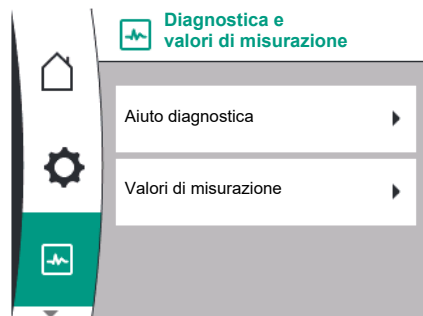 Diagnostica e
valori di misurazione
Aiuto diagnostica
Valori di misurazione